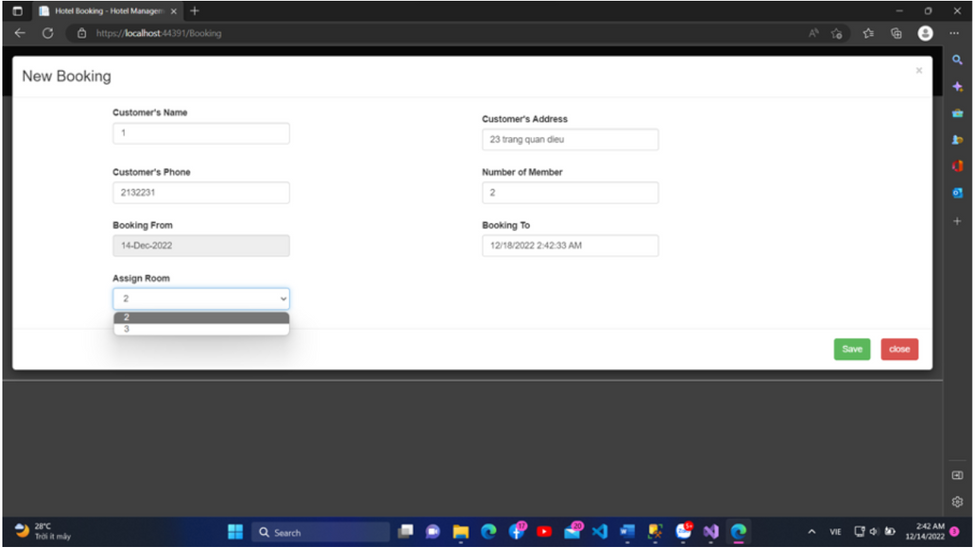 Hotel Booking - Hotel Managem
https://localhost:44391/Booking
New Booking
Customer's Name
1
Customer's Address
23 trang quan dieu
Customer's Phone
2132231
Number of Member
2
Booking From
14-Dec-2022
Booking To
12/18/2022 2:42:33 AM
Assign Room
2
2
3
Save
close
28°C
Trời ít mây
Search
17
20
VIE
2:42 AM
12/14/2022